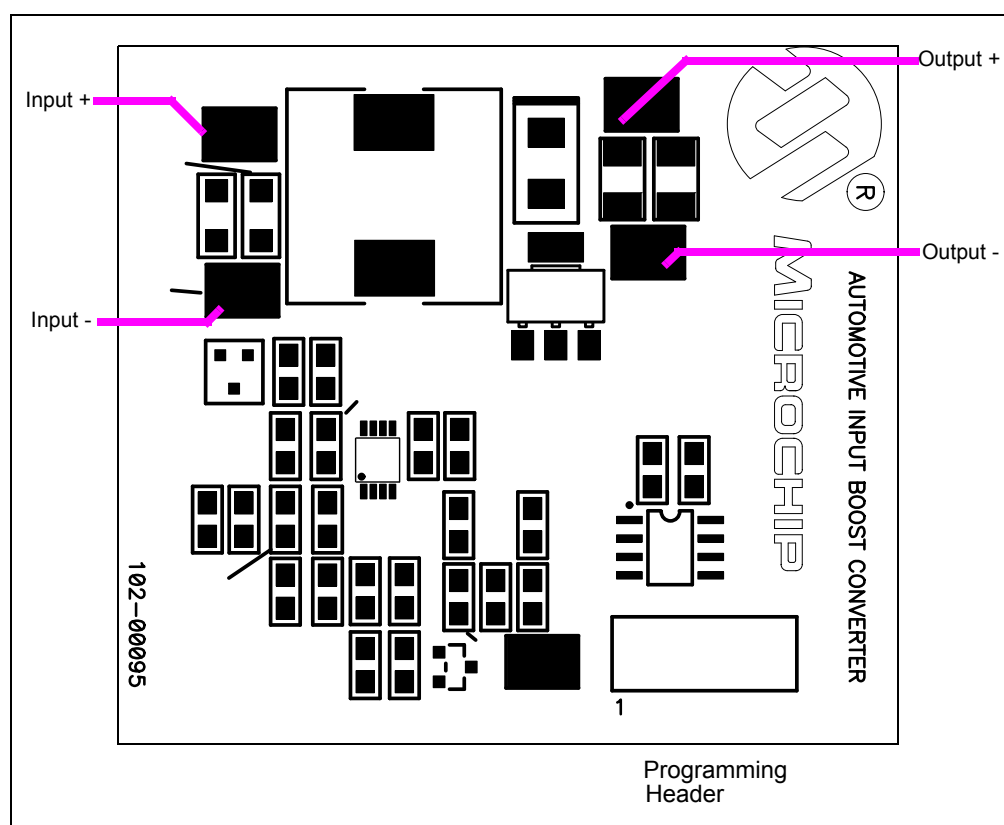 Output +
Input +
®
Output -
MICROCHIP
AUTOMOTIVE INPUT BOOST CONVERTER
Input -
102-00095
1
Programming
Header